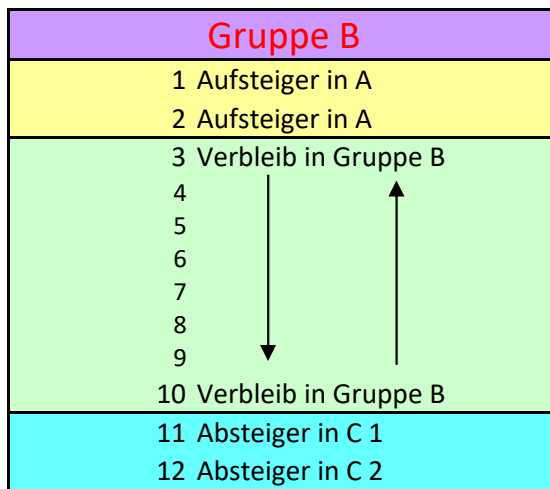 Gruppe B
1 Aufsteiger in A
2 Aufsteiger in A
3 Verbleib in Gruppe B
4
5
6
7
8
9
10 Verbleib in Gruppe B
11 Absteiger in C 1
12 Absteiger in C 2